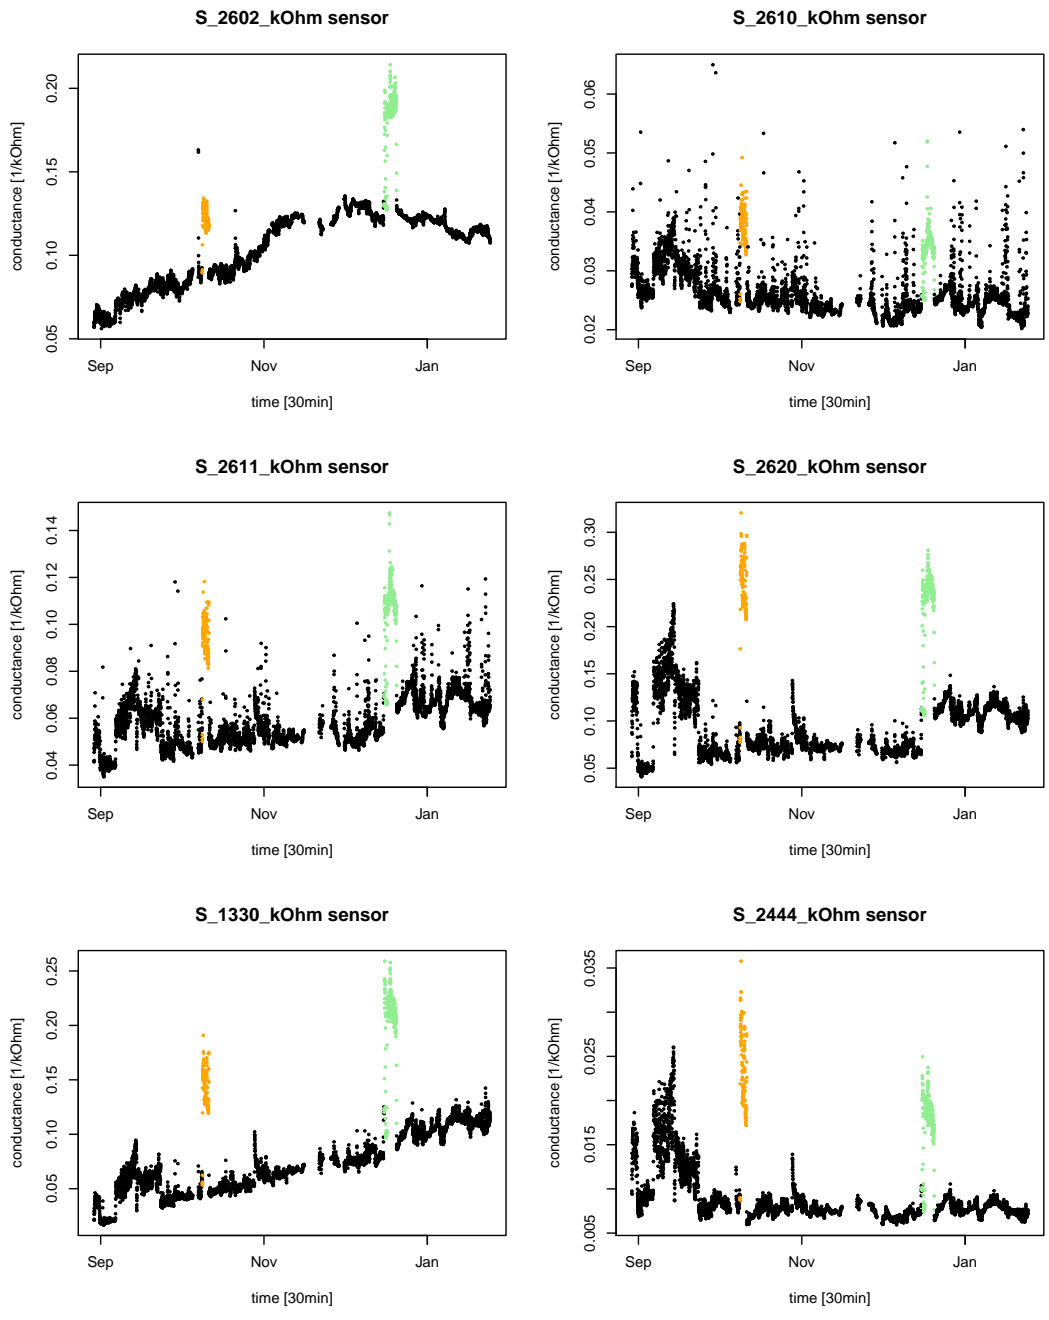 S_2602_kOhm sensor
conductance [1/kOhm]
0.20
0.15
0.10
0.05
Sep Nov Jan
time [30min]
S_2610_kOhm sensor
conductance [1/kOhm]
0.06
0.05
0.04
0.03
0.02
Sep Nov Jan
time [30min]
S_2611_kOhm sensor
conductance [1/kOhm]
0.14
0.12
0.10
0.08
0.06
0.04
Sep Nov Jan
time [30min]
S_2620_kOhm sensor
conductance [1/kOhm]
0.30
0.25
0.20
0.15
0.10
0.05
Sep Nov Jan
time [30min]
S_1330_kOhm sensor
conductance [1/kOhm]
0.25
0.20
0.15
0.10
0.05
Sep Nov Jan
time [30min]
S_2444_kOhm sensor
conductance [1/kOhm]
0.035
0.025
0.015
0.005
Sep Nov Jan
time [30min]